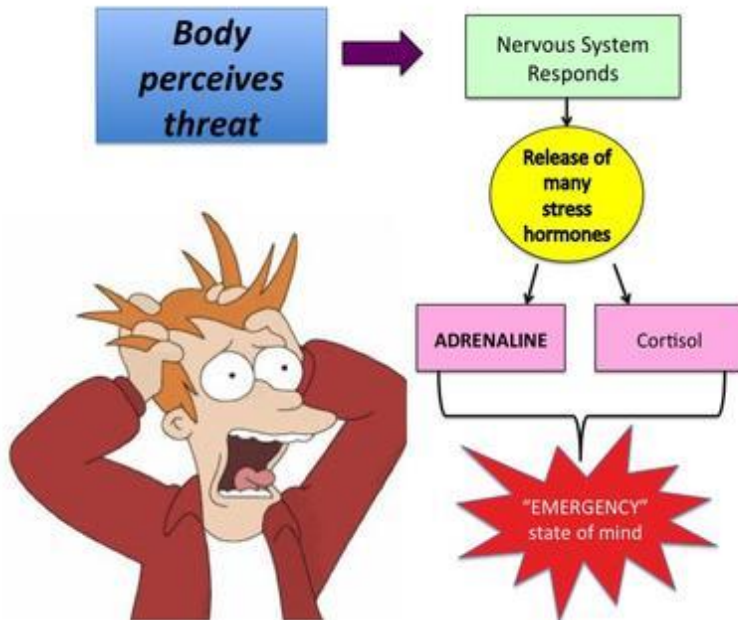 Body
perceives
threat
Nervous System
Responds
Release of
many
stress
hormones
ADRENALINE
Cortisol
“EMERGENCY”
state of mind